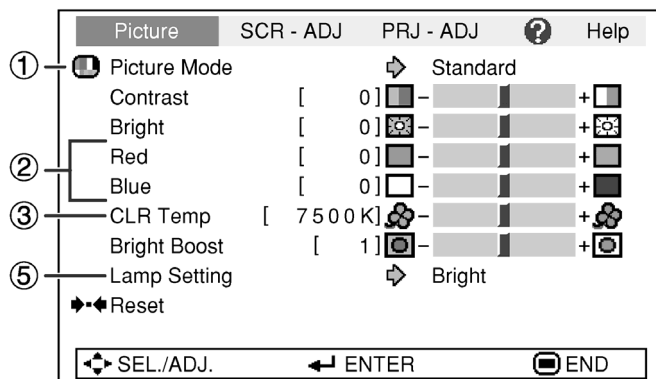 Picture SCR - ADJ PRJ - ADJ ? Help
① Picture Mode Standard
Contrast [ 0] - +
Bright [ 0] - +
② Red [ 0] - +
Blue [ 0] - +
③ CLR Temp [ 7500K] - +
Bright Boost [ 1] - +
⑤ Lamp Setting Bright
Reset
SEL./ADJ. ENTER END